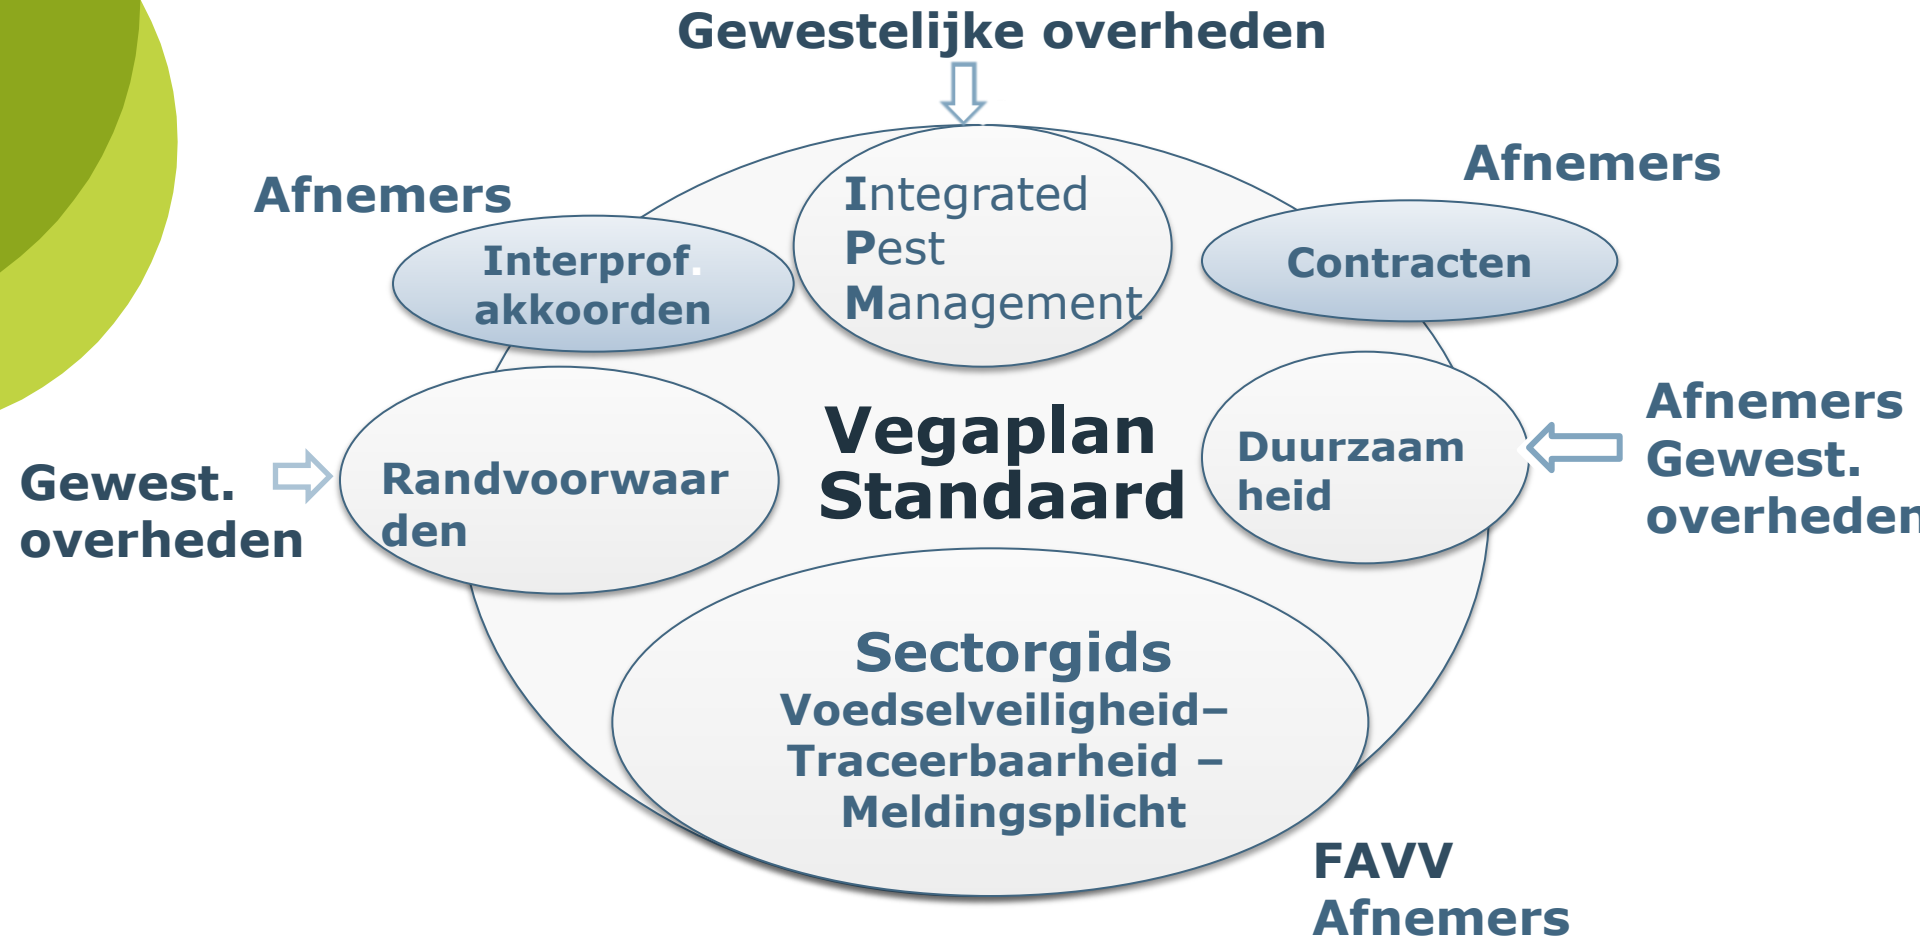 Gewestelijke overheden
Afnemers
Afnemers
Interprof.
akkoorden
Integrated
Pest
Management
Contracten
Gewest.
overheden
Randvoorwaar
den
Vegaplan
Standaard
Duurzaam
heid
Afnemers
Gewest.
overheden
Sectorgids
Voedselveiligheid–
Traceerbaarheid –
Meldingsplicht
FAVV
Afnemers